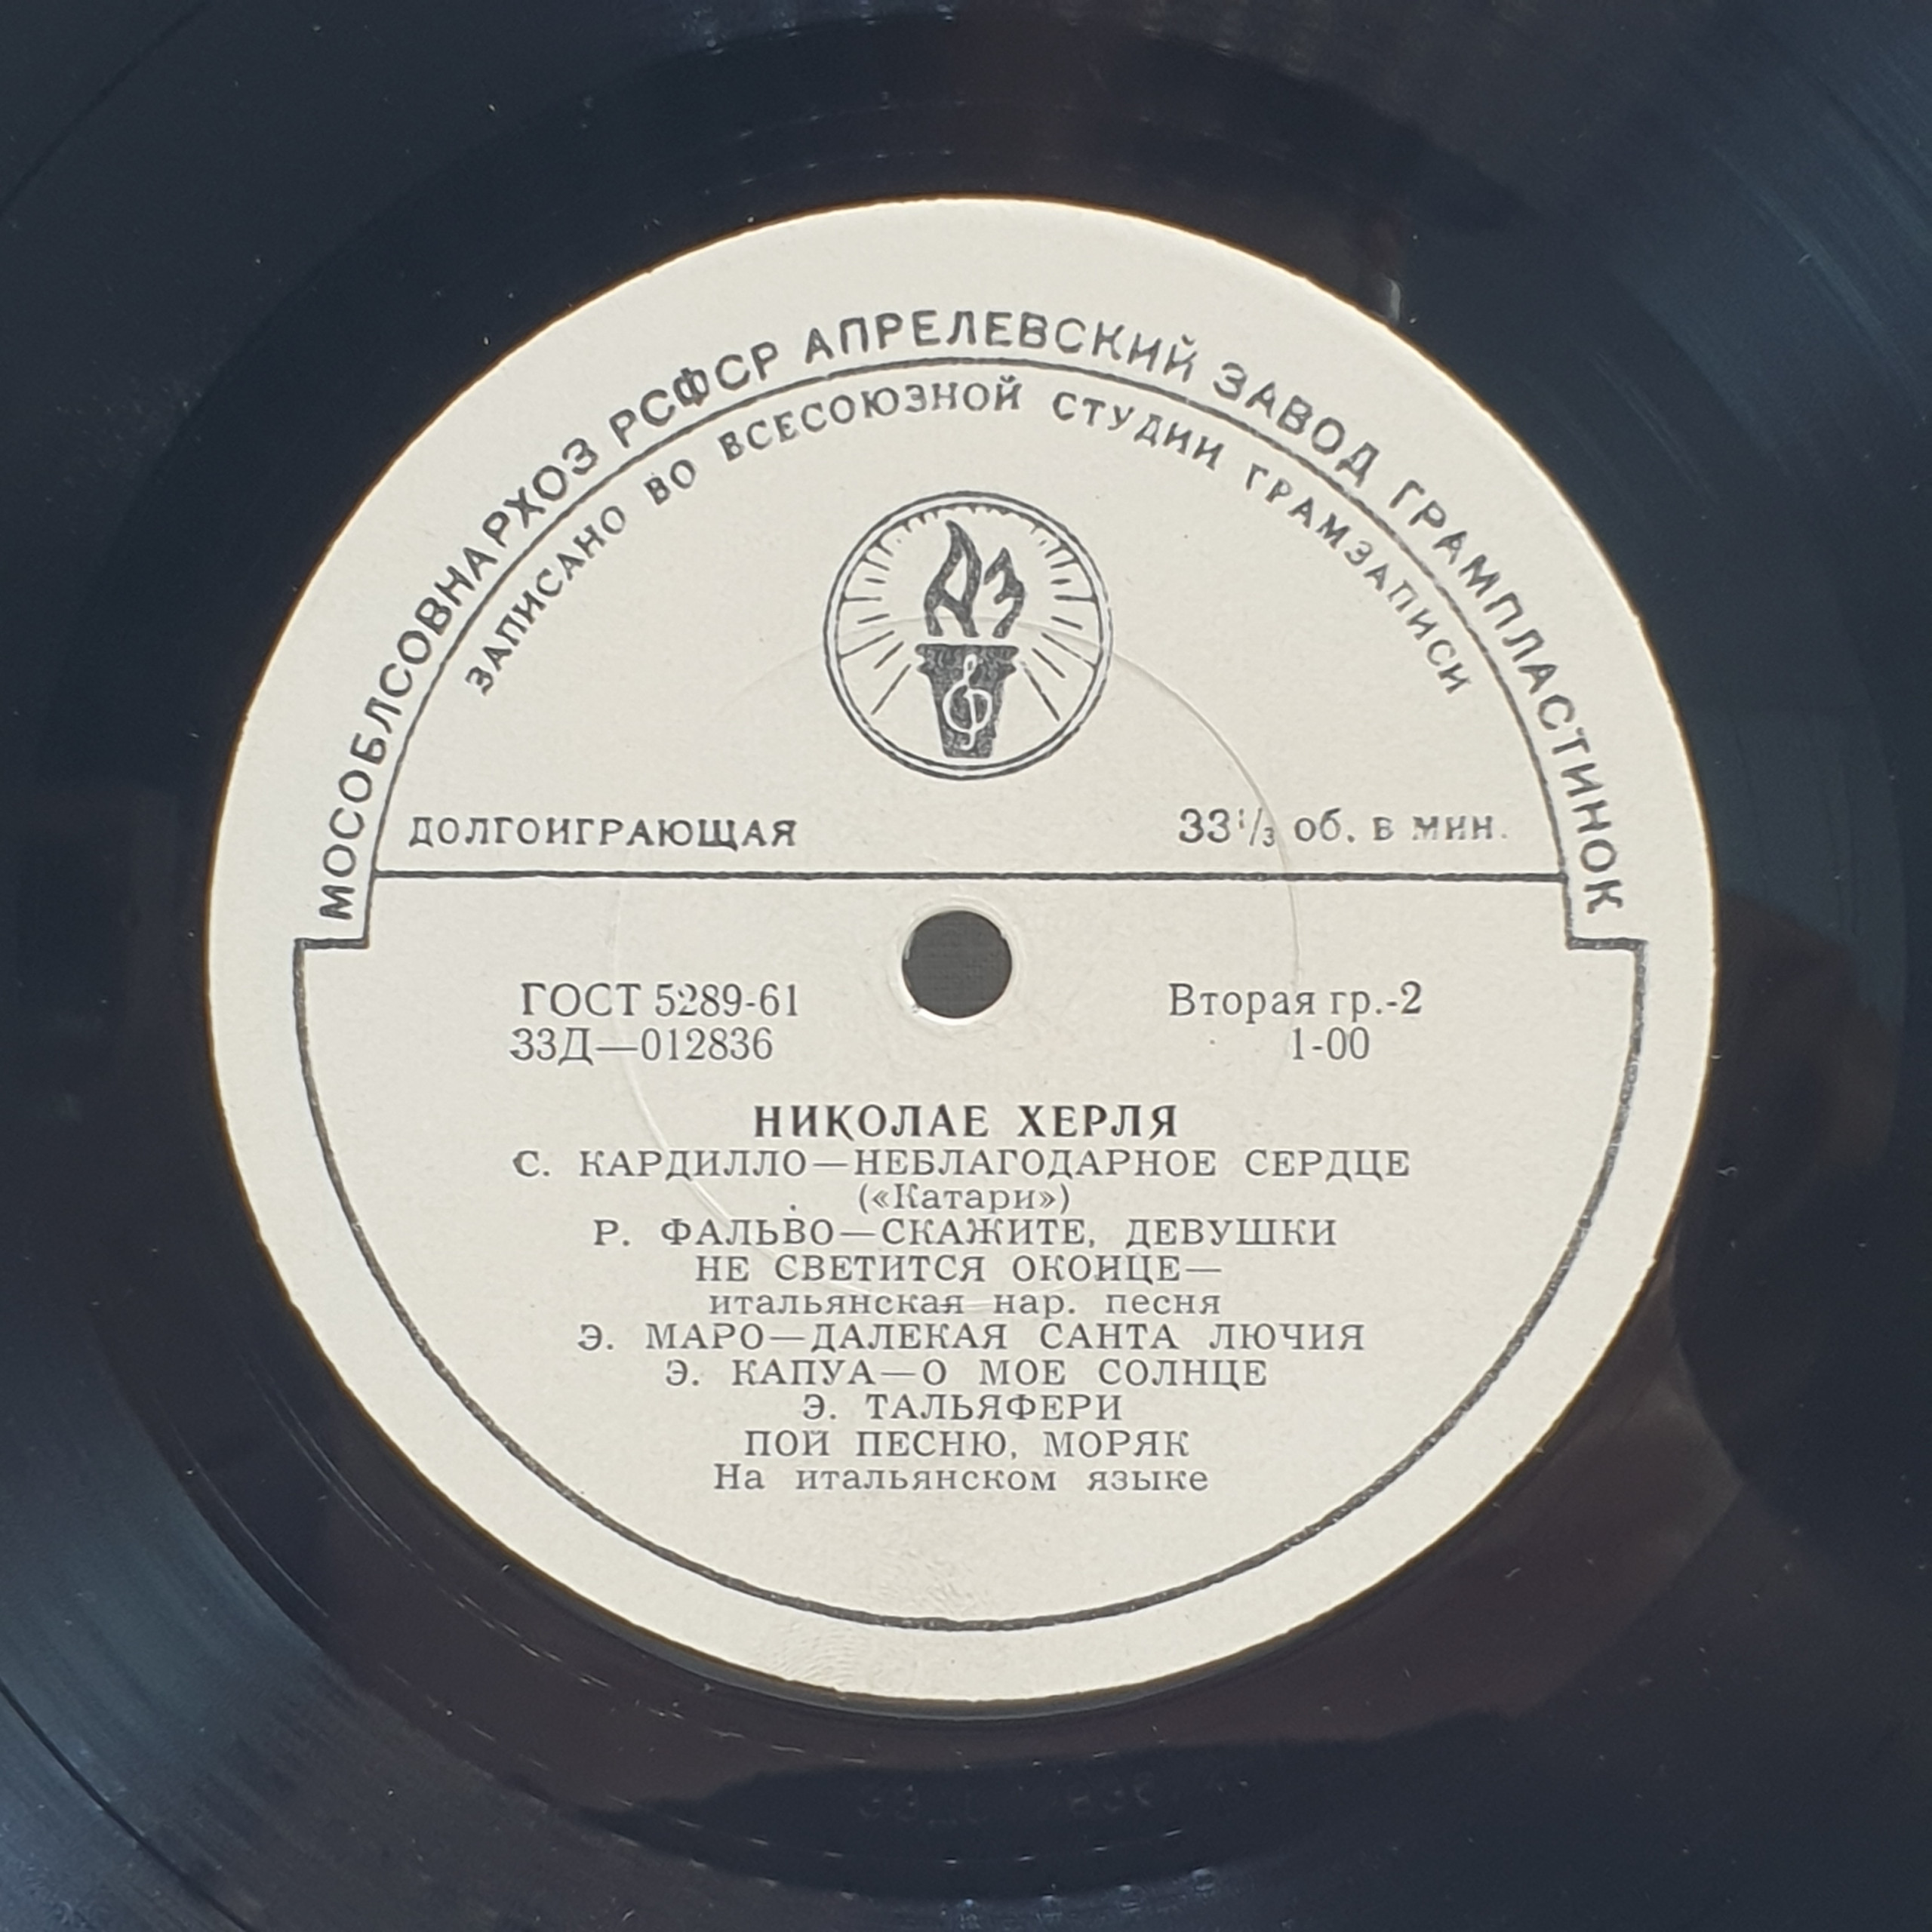 МОСОБЛСОВНАРХОЗ РСФСР АПРЕЛЕВСКИЙ ЗАВОД ГРАМПЛАСТИНОК
ЗАПИСАНО ВО ВСЕСОЮЗНОЙ СТУДИИ ГРАМЗАПИСИ
ДОЛГОИГРАЮЩАЯ 33 1/3 об. в мин.
ГОСТ 5289-61 Вторая гр.-2
33Д—012836 1-00
НИКОЛАЕ ХЕРЛЯ
С. КАРДИЛЛО—НЕБЛАГОДАРНОЕ СЕРДЦЕ
(«Катари»)
Р. ФАЛЬВО—СКАЖИТЕ, ДЕВУШКИ
НЕ СВЕТИТСЯ ОКОНЦЕ—
итальянская нар. песня
Э. МАРО—ДАЛЕКАЯ САНТА ЛЮЧИЯ
Э. КАПУА—О МОЕ СОЛНЦЕ
Э. ТАЛЬЯФЕРИ
ПОЙ ПЕСНЮ, МОРЯК
На итальянском языке